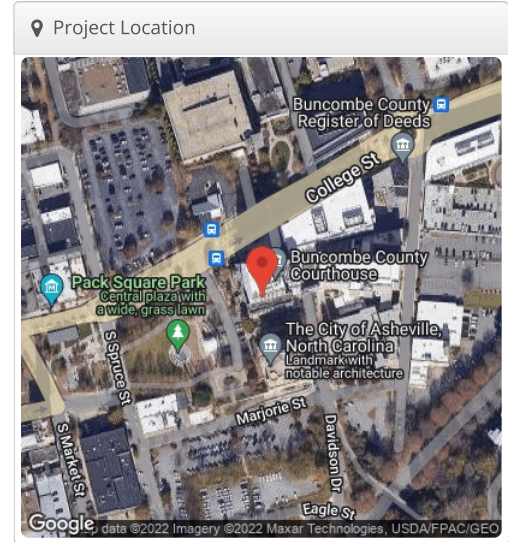 Project Location
Buncombe County
Register of Deeds
College St
Buncombe County
Courthouse
Pack Square Park
Central plaza with
a wide, grass lawn
The City of Asheville,
North Carolina
Landmark with
notable architecture
S Spruce St
Marjorie St
S Market St
Davidson Dr
Eagle St
Google
data ©2022 Imagery ©2022 Maxar Technologies, USDA/FPAC/GEO